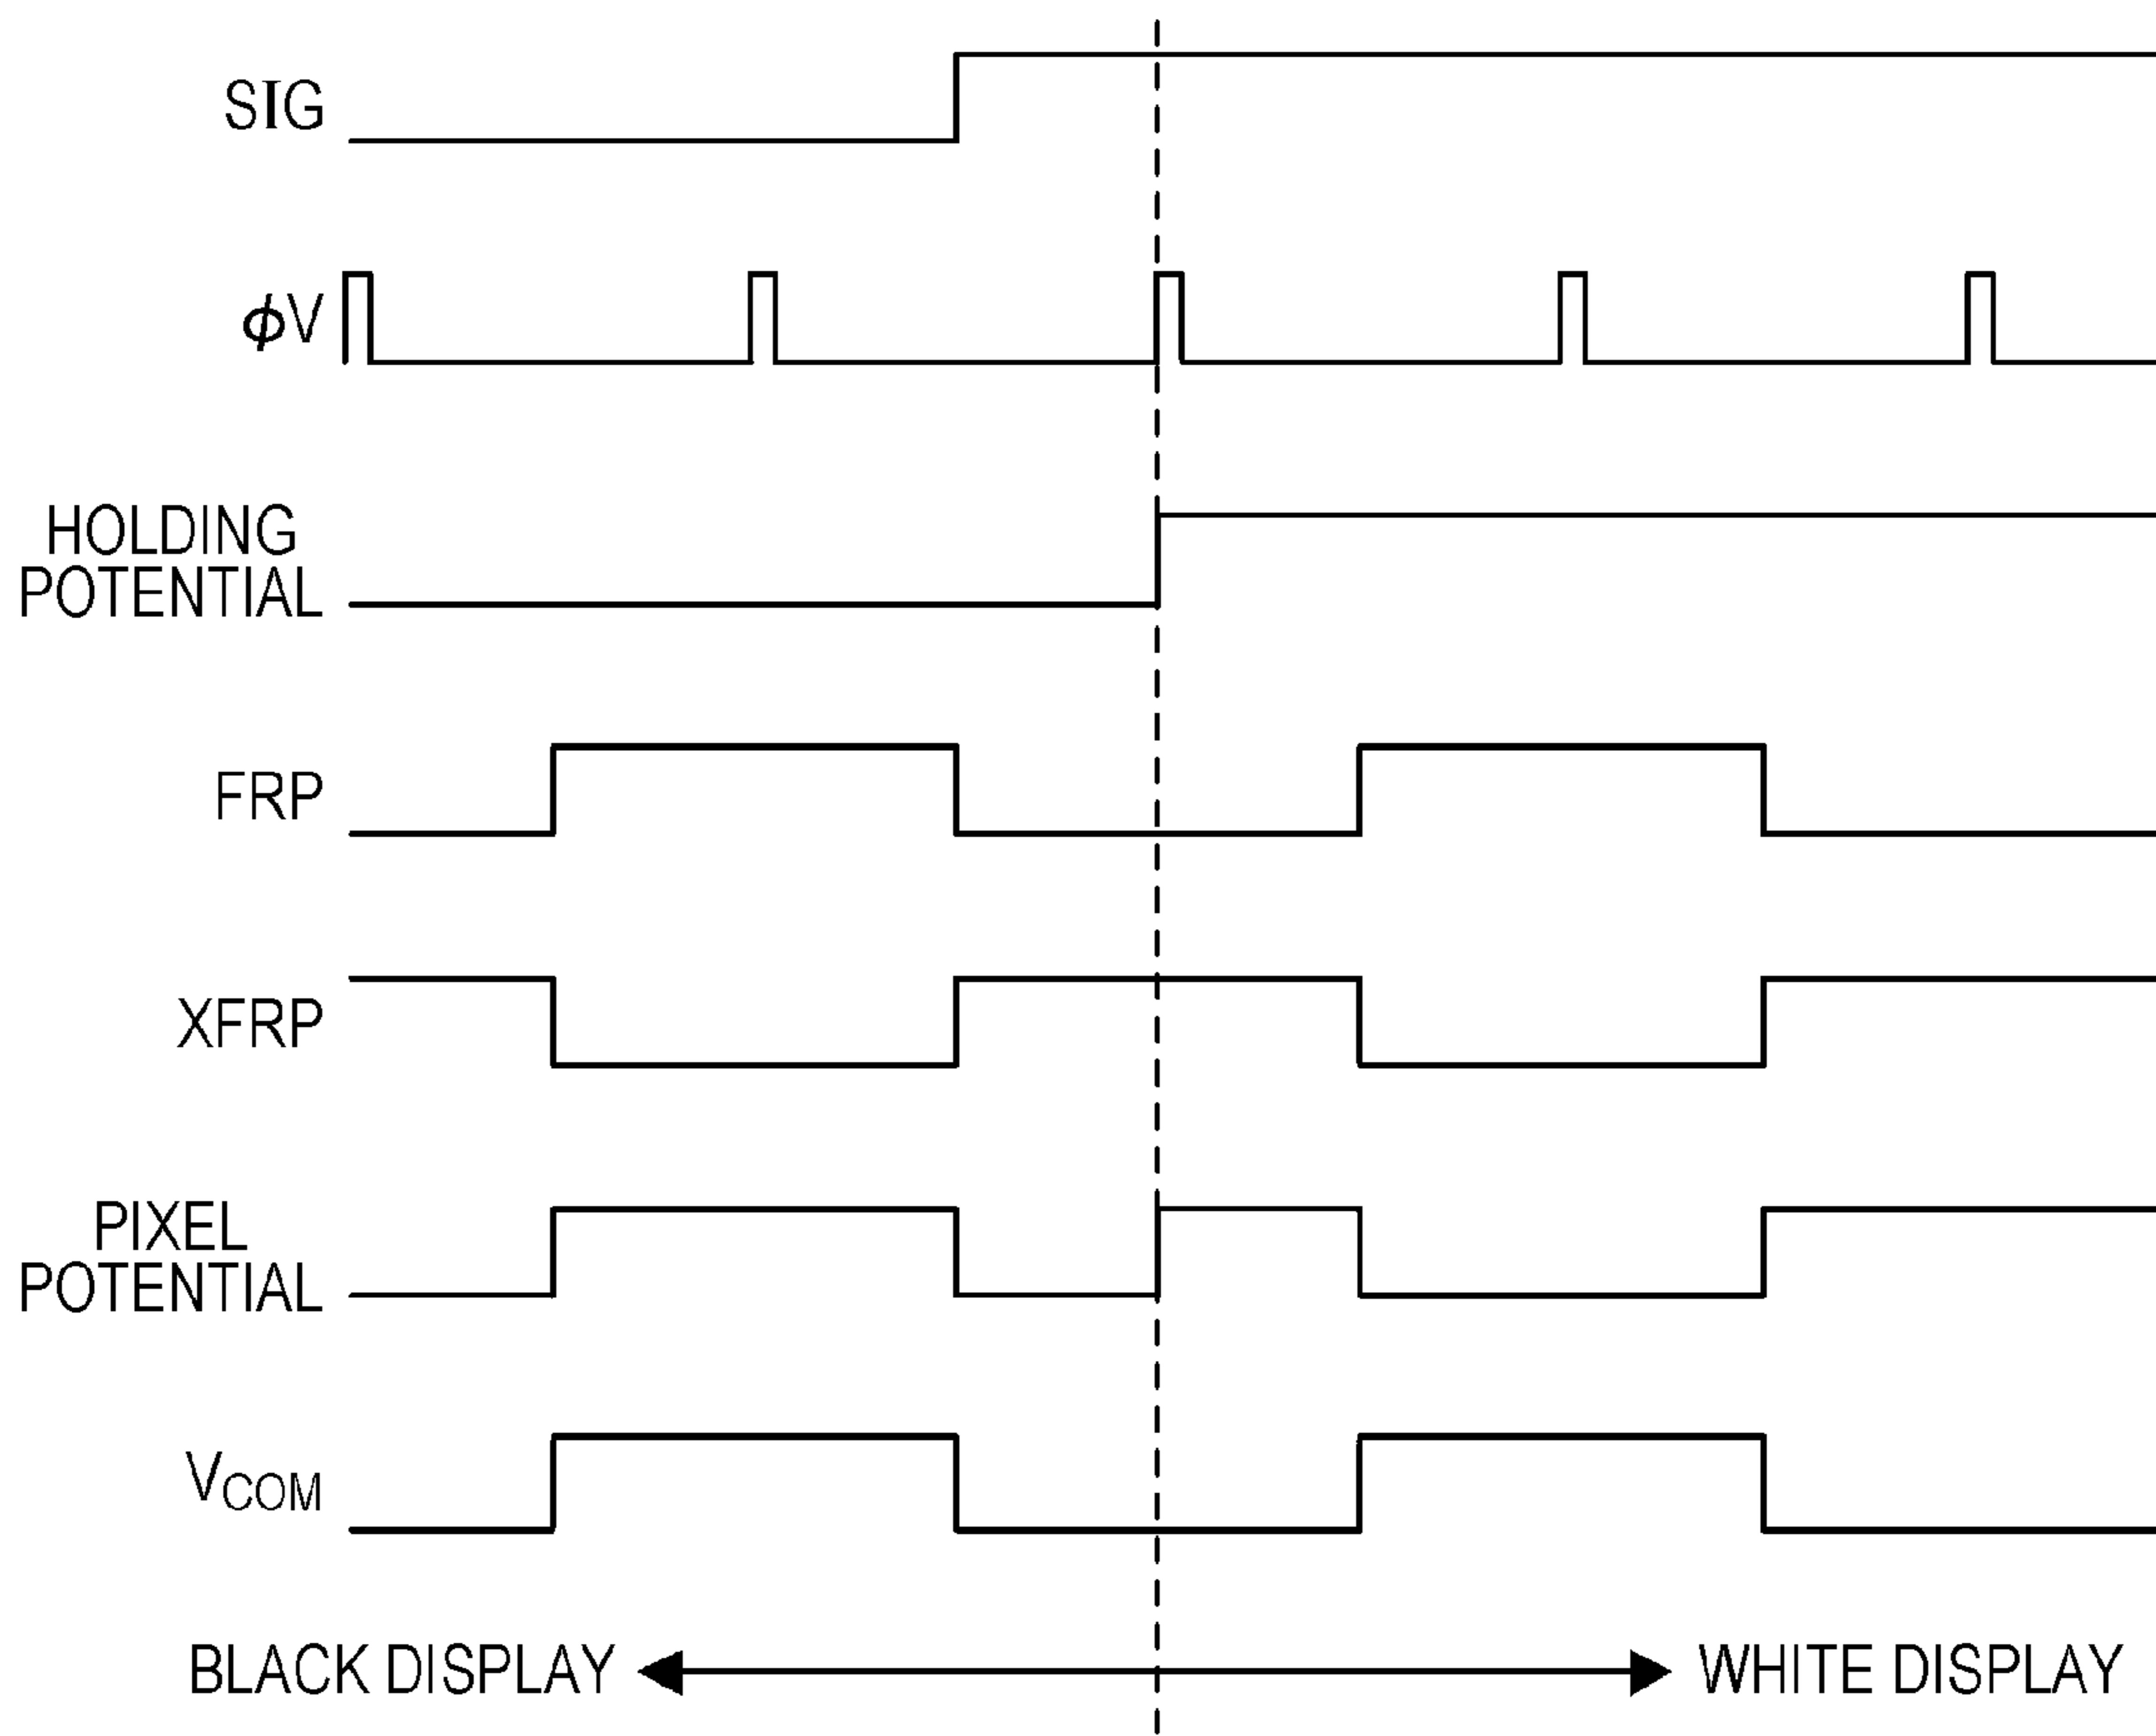 SIG
ϕV
HOLDING
POTENTIAL
FRP
XFRP
PIXEL
POTENTIAL
VCOM
BLACK DISPLAY
WHITE DISPLAY